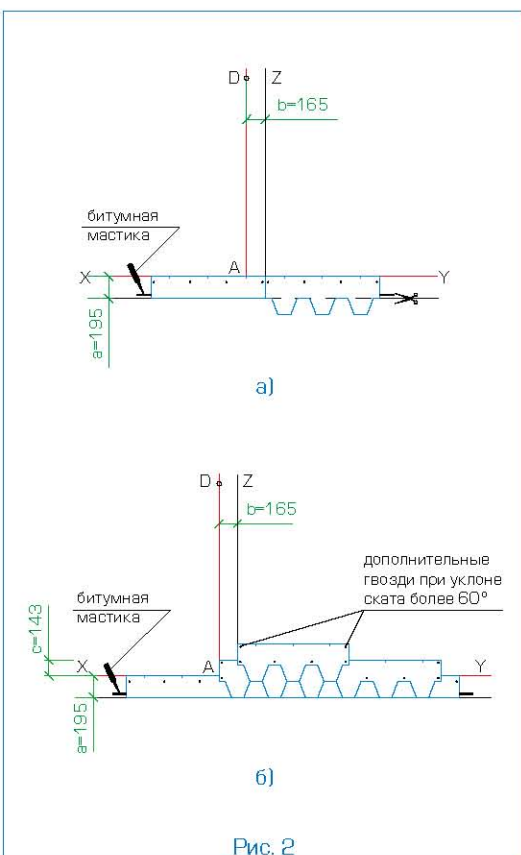 D Z
b=165
битумная
мастика
X A Y
a=195
а)
D Z
b=165
дополнительные
гвозди при уклоне
ската более 60°
битумная
мастика
c=143
X A Y
a=195
б)
Рис. 2